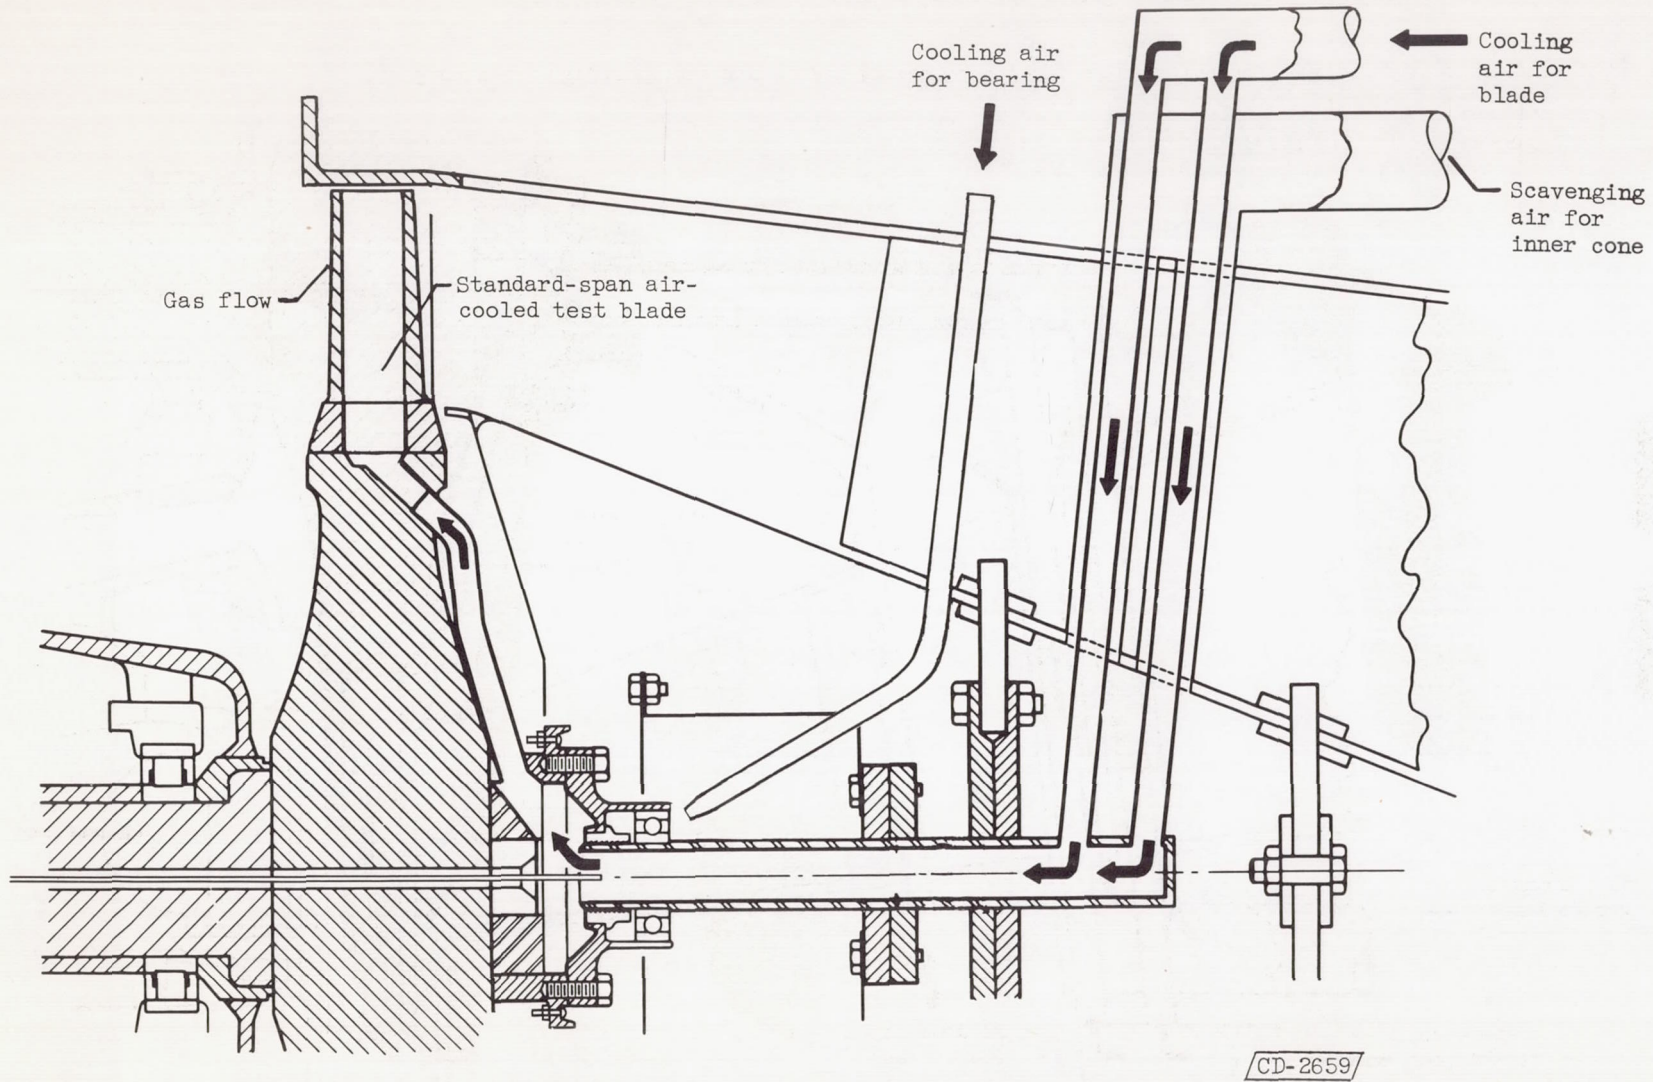 Cooling air
for bearing
Cooling
air for
blade
Scavenging
air for
inner cone
Gas flow
Standard-span air-
cooled test blade
CD-2659